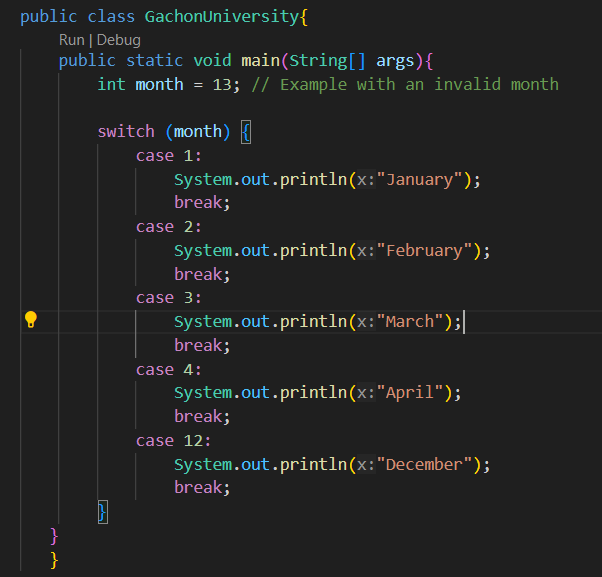 public class GachonUniversity{
Run | Debug
public static void main(String[] args){
int month = 13; // Example with an invalid month
switch (month) {
case 1:
System.out.println(x:"January");
break;
case 2:
System.out.println(x:"February");
break;
case 3:
System.out.println(x:"March");
break;
case 4:
System.out.println(x:"April");
break;
case 12:
System.out.println(x:"December");
break;
}
}
}